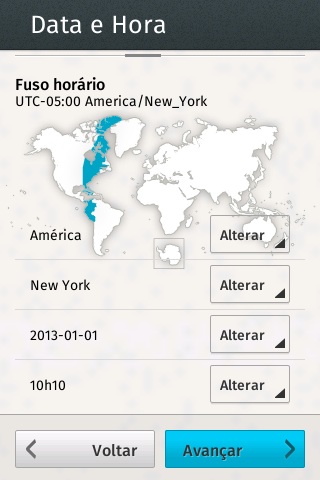 Data e Hora
Fuso horário
UTC-05:00 America/New_York
América Alterar
New York Alterar
2013-01-01 Alterar
10h10 Alterar
Voltar Avançar